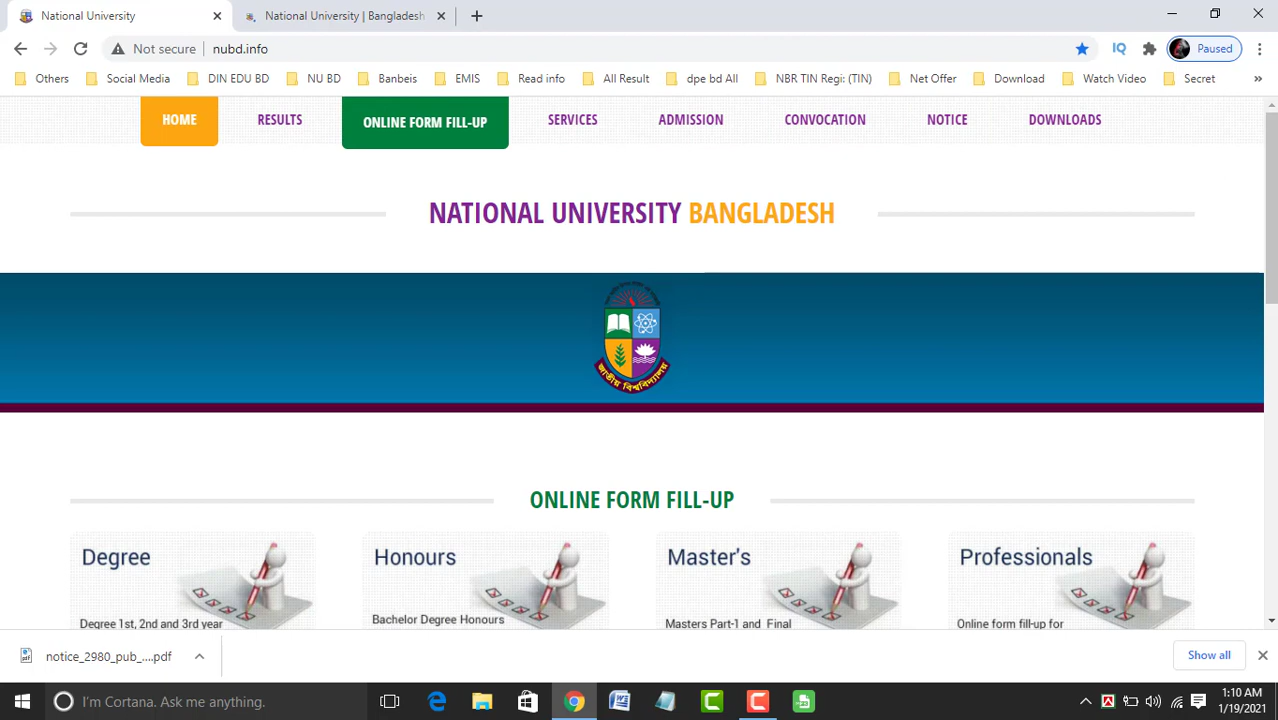 National University
National University | Bangladesh
Not secure
nubd.info
Paused
Others
Social Media
DIN EDU BD
NU BD
Banbeis
EMIS
Read info
All Result
dpe bd All
NBR TIN Regi: (TIN)
Net Offer
Download
Watch Video
Secret
HOME
RESULTS
ONLINE FORM FILL-UP
SERVICES
ADMISSION
CONVOCATION
NOTICE
DOWNLOADS
NATIONAL UNIVERSITY BANGLADESH
জাতীয় বিশ্ববিদ্যালয়
ONLINE FORM FILL-UP
Degree
Honours
Master's
Professionals
Degree 1st, 2nd and 3rd year
Bachelor Degree Honours
Masters Part-1 and Final
Online form fill-up for
notice_2980_pub_....pdf
Show all
I'm Cortana. Ask me anything.
1:10 AM
1/19/2021